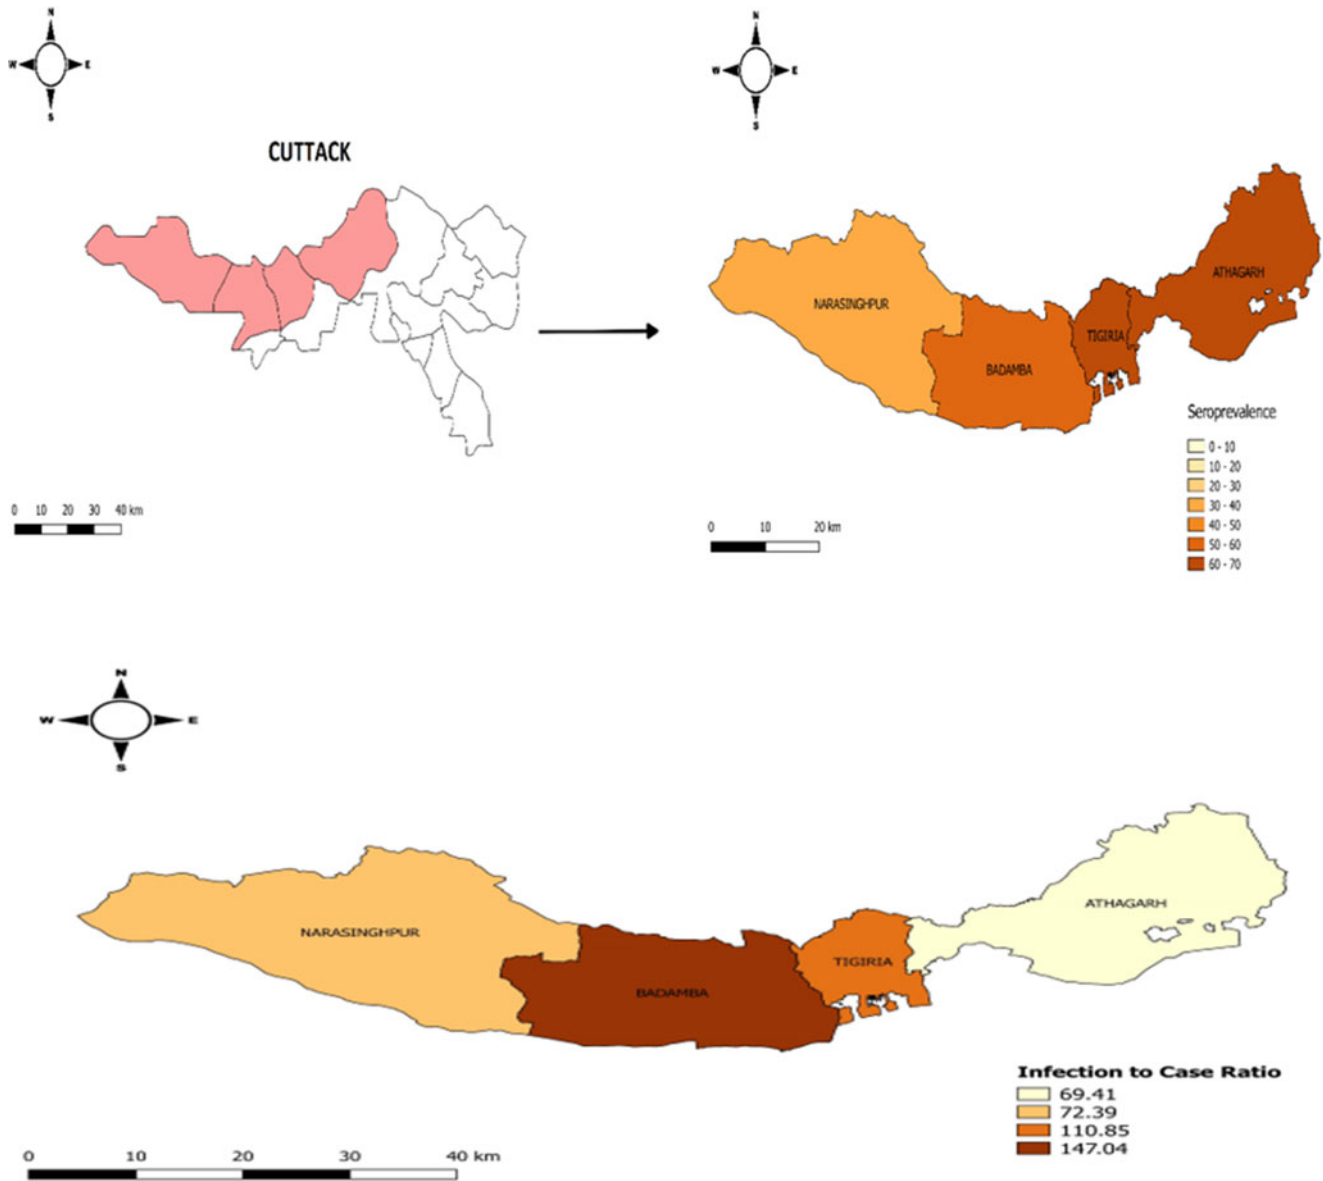 N
W E
S
CUTTACK
0 10 20 30 40 km
N
W E
S
NARASINGHPUR
BADAMBA
TIGIRIA
ATHAGARH
Seroprevalence
0 - 10
10 - 20
20 - 30
30 - 40
40 - 50
50 - 60
60 - 70
0 10 20 km
N
W E
S
NARASINGHPUR
BADAMBA
TIGIRIA
ATHAGARH
Infection to Case Ratio
69.41
72.39
110.85
147.04
0 10 20 30 40 km